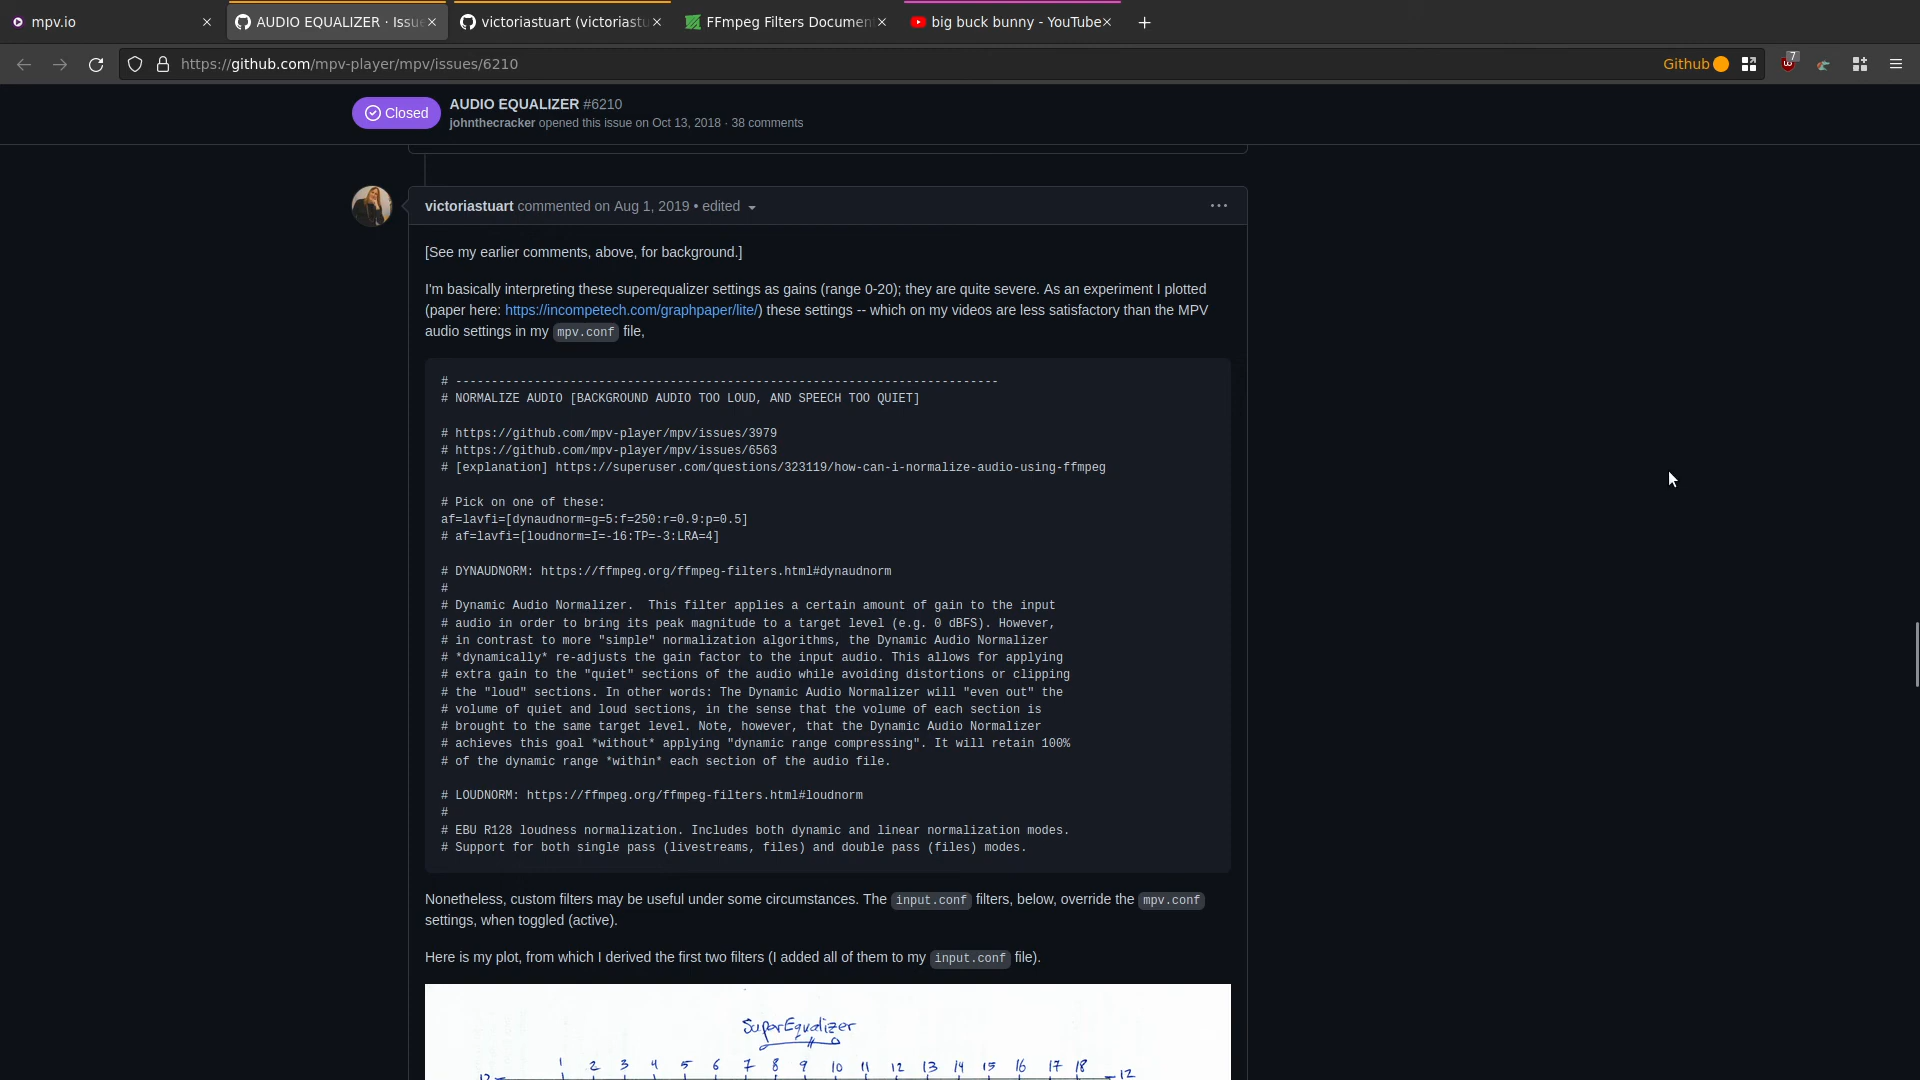 mpv.io
AUDIO EQUALIZER · Issue
victoriastuart (victoriastu
FFmpeg Filters Documen
big buck bunny - YouTube
https://github.com/mpv-player/mpv/issues/6210
Github
7
Closed
AUDIO EQUALIZER #6210
johnthecracker opened this issue on Oct 13, 2018 · 38 comments
victoriastuart commented on Aug 1, 2019 • edited
[See my earlier comments, above, for background.]
I'm basically interpreting these superequalizer settings as gains (range 0-20); they are quite severe. As an experiment I plotted
(paper here: https://incompetech.com/graphpaper/lite/) these settings -- which on my videos are less satisfactory than the MPV
audio settings in my mpv.conf file,
# ----------------------------------------------------------------------------
# NORMALIZE AUDIO [BACKGROUND AUDIO TOO LOUD, AND SPEECH TOO QUIET]
# https://github.com/mpv-player/mpv/issues/3979
# https://github.com/mpv-player/mpv/issues/6563
# [explanation] https://superuser.com/questions/323119/how-can-i-normalize-audio-using-ffmpeg
# Pick on one of these:
af=lavfi=[dynaudnorm=g=5:f=250:r=0.9:p=0.5]
# af=lavfi=[loudnorm=I=-16:TP=-3:LRA=4]
# DYNAUDNORM: https://ffmpeg.org/ffmpeg-filters.html#dynaudnorm
#
# Dynamic Audio Normalizer.  This filter applies a certain amount of gain to the input
# audio in order to bring its peak magnitude to a target level (e.g. 0 dBFS). However,
# in contrast to more "simple" normalization algorithms, the Dynamic Audio Normalizer
# *dynamically* re-adjusts the gain factor to the input audio. This allows for applying
# extra gain to the "quiet" sections of the audio while avoiding distortions or clipping
# the "loud" sections. In other words: The Dynamic Audio Normalizer will "even out" the
# volume of quiet and loud sections, in the sense that the volume of each section is
# brought to the same target level. Note, however, that the Dynamic Audio Normalizer
# achieves this goal *without* applying "dynamic range compressing". It will retain 100%
# of the dynamic range *within* each section of the audio file.
# LOUDNORM: https://ffmpeg.org/ffmpeg-filters.html#loudnorm
#
# EBU R128 loudness normalization. Includes both dynamic and linear normalization modes.
# Support for both single pass (livestreams, files) and double pass (files) modes.
Nonetheless, custom filters may be useful under some circumstances. The input.conf filters, below, override the mpv.conf
settings, when toggled (active).
Here is my plot, from which I derived the first two filters (I added all of them to my input.conf file).
SuperEqualizer
1 2 3 4 5 6 7 8 9 10 11 12 13 14 15 16 17 18
12 12